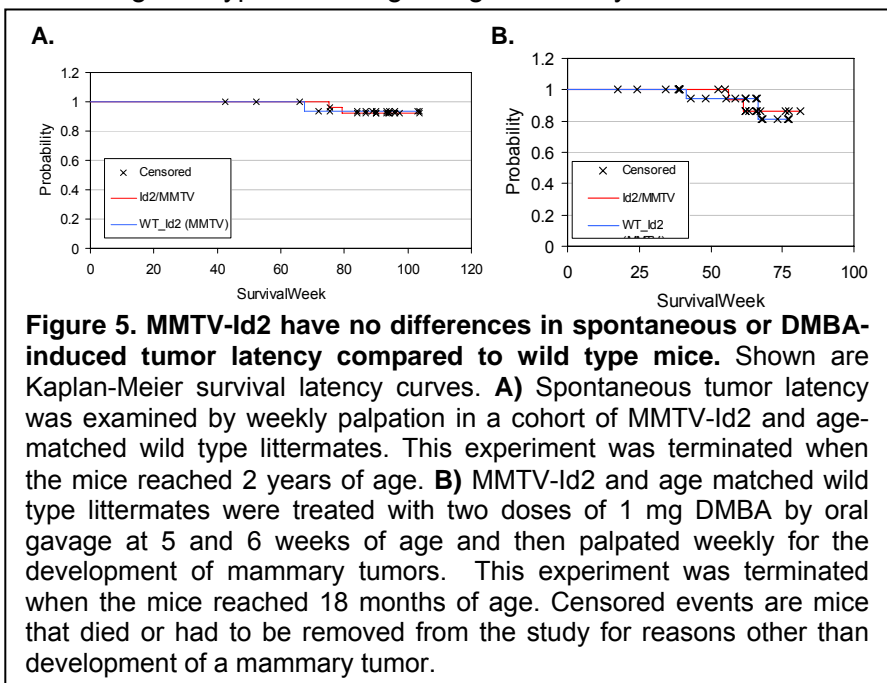 A.
B.
1.2
1
0.8
0.6
0.4
0.2
0
Probability
Censored
Id2/MMTV
WT_Id2 (MMTV)
0 20 40 60 80 100 120
SurvivalWeek
1.2
1
0.8
0.6
0.4
0.2
0
Probability
Censored
Id2/MMTV
WT_Id2
0 25 50 75 100
SurvivalWeek
Figure 5. MMTV-Id2 have no differences in spontaneous or DMBA-
induced tumor latency compared to wild type mice. Shown are
Kaplan-Meier survival latency curves. A) Spontaneous tumor latency
was examined by weekly palpation in a cohort of MMTV-Id2 and age-
matched wild type littermates. This experiment was terminated when
the mice reached 2 years of age. B) MMTV-Id2 and age matched wild
type littermates were treated with two doses of 1 mg DMBA by oral
gavage at 5 and 6 weeks of age and then palpated weekly for the
development of mammary tumors. This experiment was terminated
when the mice reached 18 months of age. Censored events are mice
that died or had to be removed from the study for reasons other than
development of a mammary tumor.